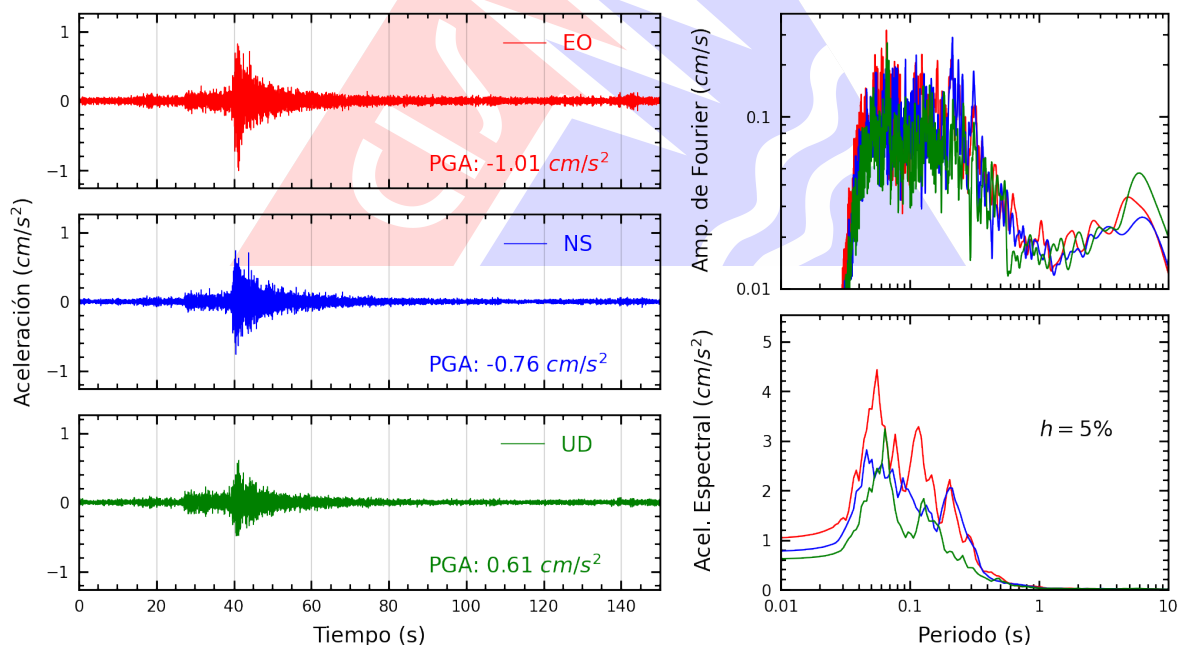 Aceleración (cm/s²)
1
0
−1
EO
PGA: -1.01 cm/s²
1
0
−1
NS
PGA: -0.76 cm/s²
1
0
−1
UD
PGA: 0.61 cm/s²
0 20 40 60 80 100 120 140
Tiempo (s)
Amp. de Fourier (cm/s)
0.1
0.01
Acel. Espectral (cm/s²)
5
4
3
2
1
0
h = 5%
0.01 0.1 1 10
Periodo (s)